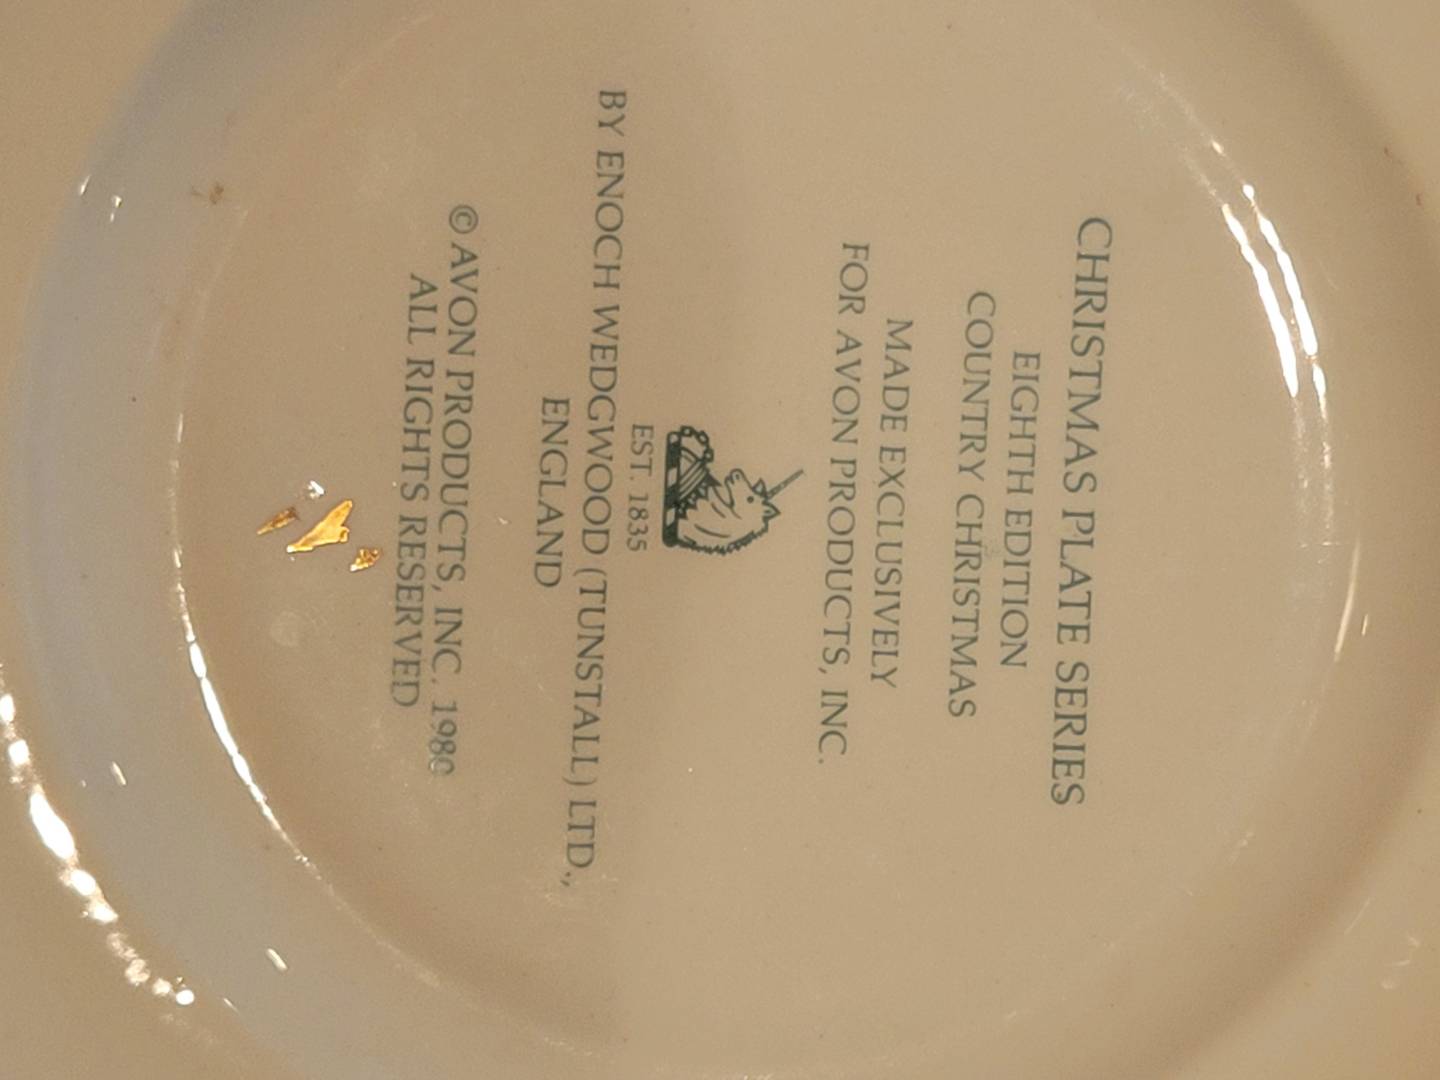 CHRISTMAS PLATE SERIES
EIGHTH EDITION
COUNTRY CHRISTMAS
MADE EXCLUSIVELY
FOR AVON PRODUCTS, INC.
EST. 1835
BY ENOCH WEDGWOOD (TUNSTALL) LTD.,
ENGLAND
© AVON PRODUCTS, INC. 1980
ALL RIGHTS RESERVED